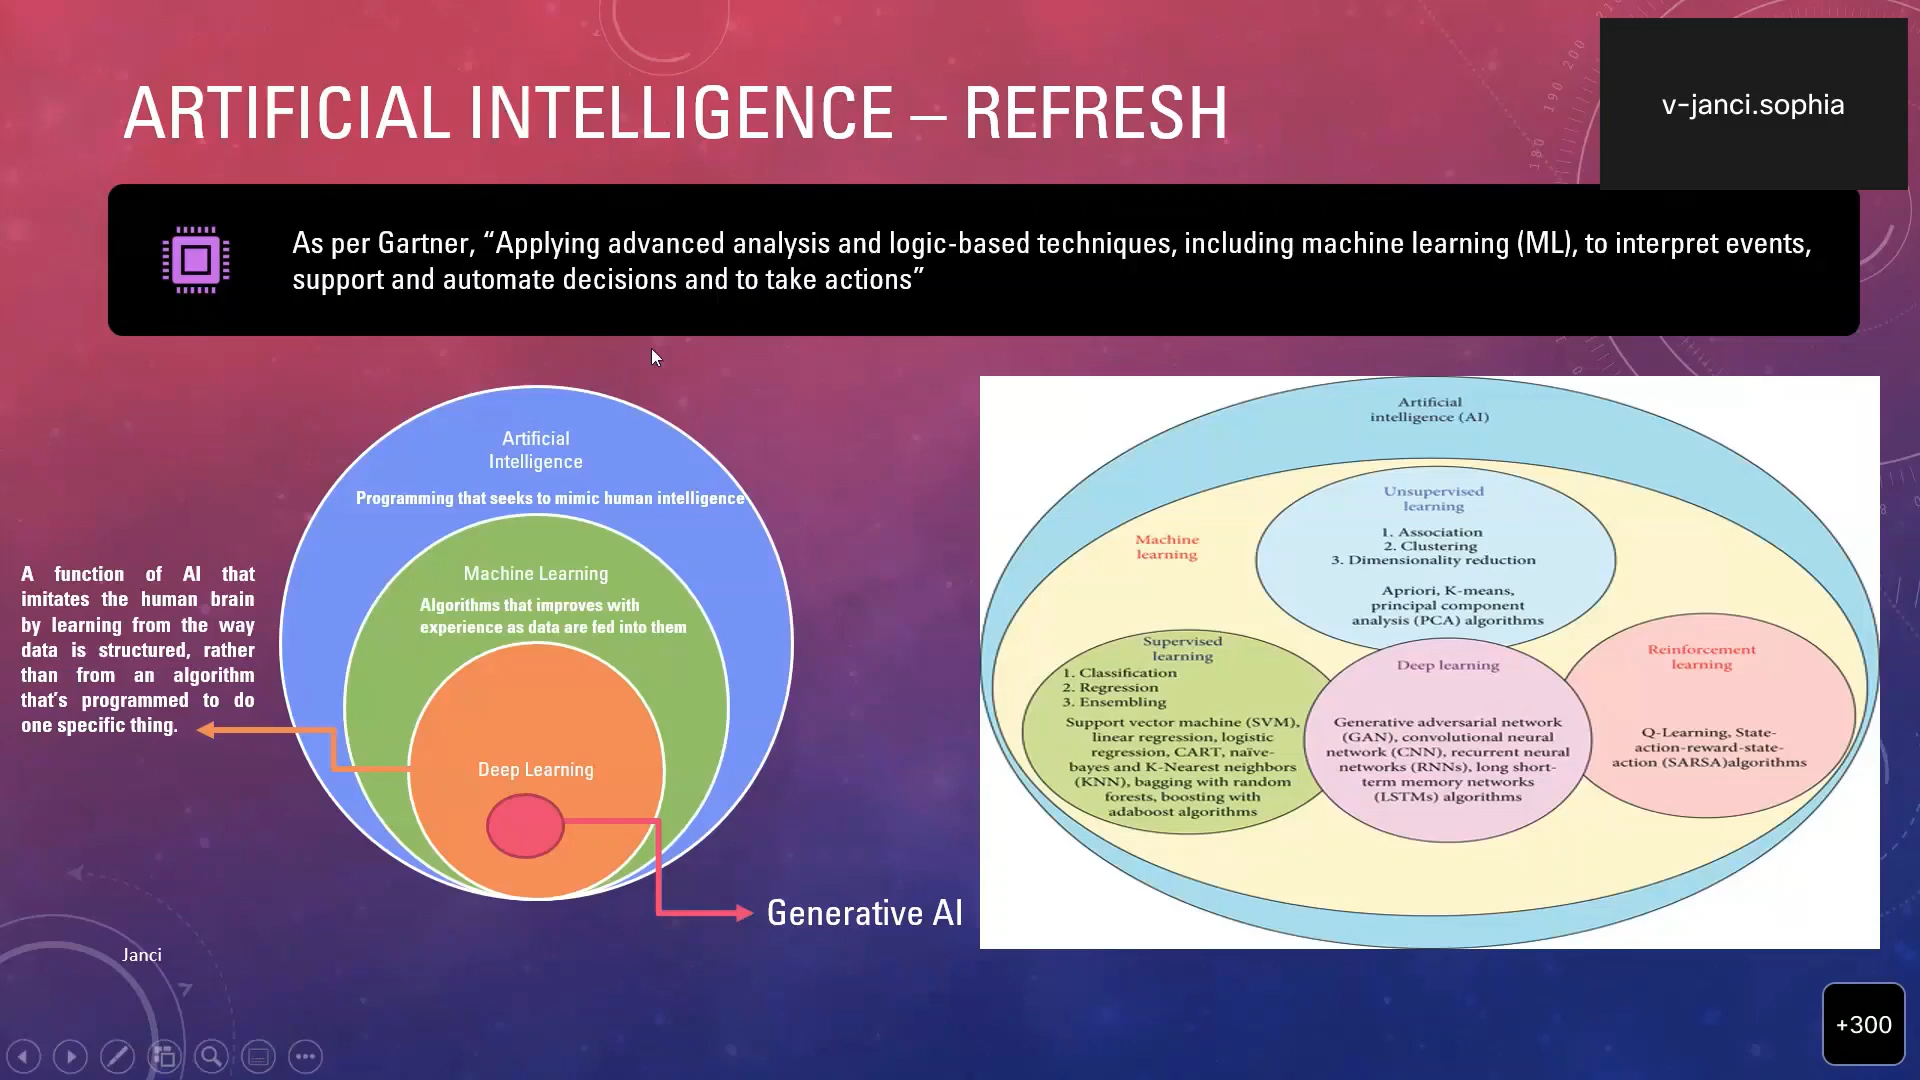 ARTIFICIAL INTELLIGENCE – REFRESH
v-janci.sophia
As per Gartner, “Applying advanced analysis and logic-based techniques, including machine learning (ML), to interpret events,
support and automate decisions and to take actions”
Artificial
Intelligence
Programming that seeks to mimic human intelligence
Machine Learning
Algorithms that improves with
experience as data are fed into them
Deep Learning
A function of AI that
imitates the human brain
by learning from the way
data is structured, rather
than from an algorithm
that’s programmed to do
one specific thing.
Generative AI
Janci
Artificial
intelligence (AI)
Unsupervised
learning
1. Association
2. Clustering
3. Dimensionality reduction
Apriori, K-means,
principal component
analysis (PCA) algorithms
Machine
learning
Supervised
learning
1. Classification
2. Regression
3. Ensembling
Support vector machine (SVM),
linear regression, logistic
regression, CART, naïve-
bayes and K-Nearest neighbors
(KNN), bagging with random
forests, boosting with
adaboost algorithms
Deep learning
Generative adversarial network
(GAN), convolutional neural
network (CNN), recurrent neural
networks (RNNs), long short-
term memory networks
(LSTMs) algorithms
Reinforcement
learning
Q-Learning, State-
action-reward-state-
action (SARSA)algorithms
+300
180 190 200